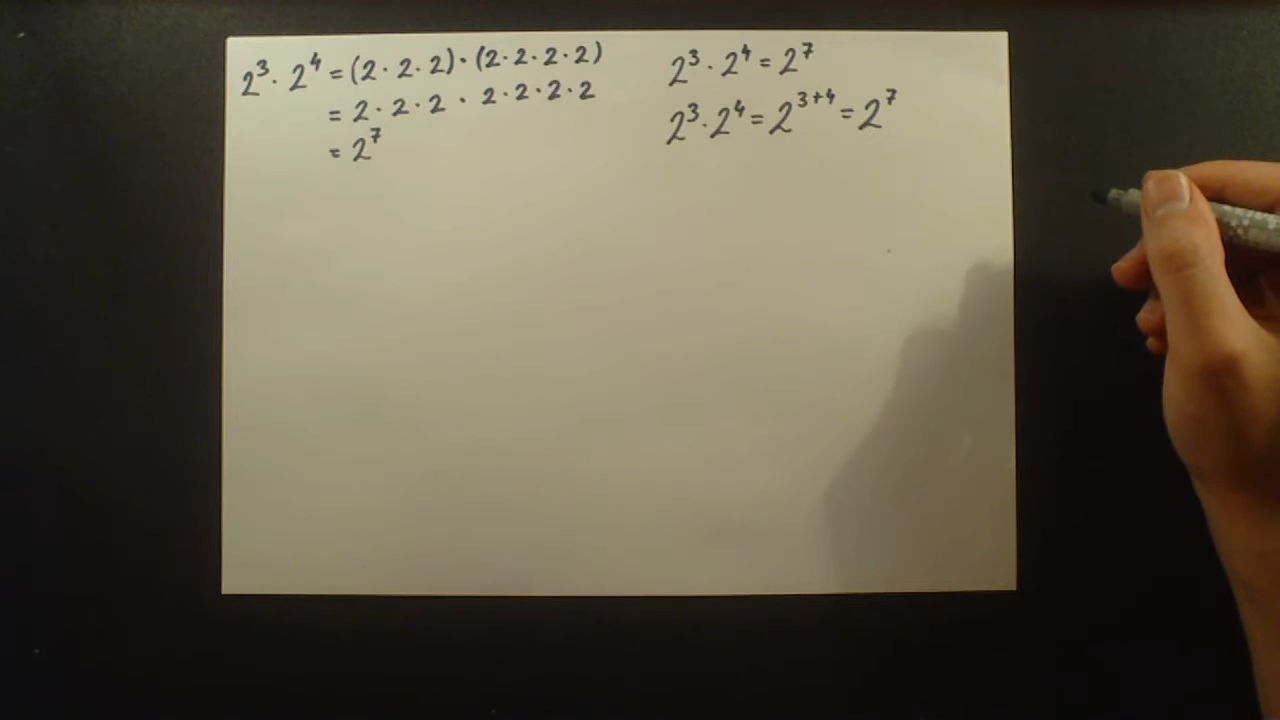 2³ · 2⁴ = (2 · 2 · 2) · (2 · 2 · 2 · 2)
= 2 · 2 · 2 · 2 · 2 · 2 · 2
= 2⁷
2³ · 2⁴ = 2⁷
2³ · 2⁴ = 2³⁺⁴ = 2⁷